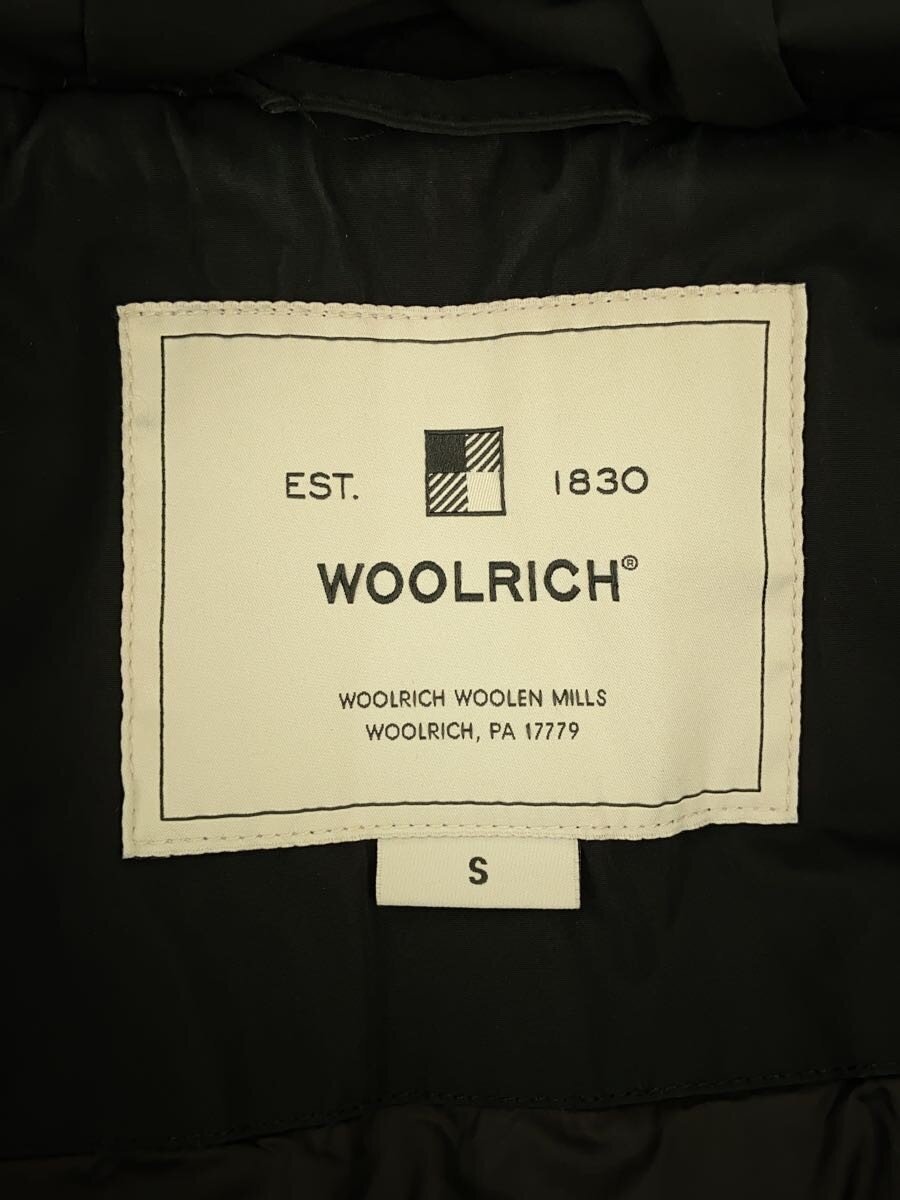 EST. 1830
WOOLRICH®
WOOLRICH WOOLEN MILLS
WOOLRICH, PA 17779
S